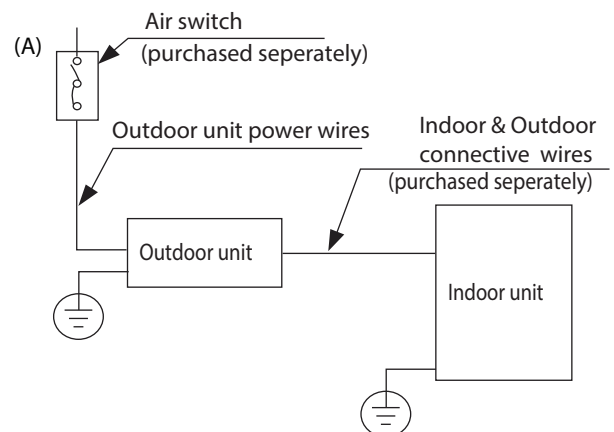 (A)
Air switch
(purchased seperately)
Outdoor unit power wires
Indoor & Outdoor
connective wires
(purchased seperately)
Outdoor unit
Indoor unit